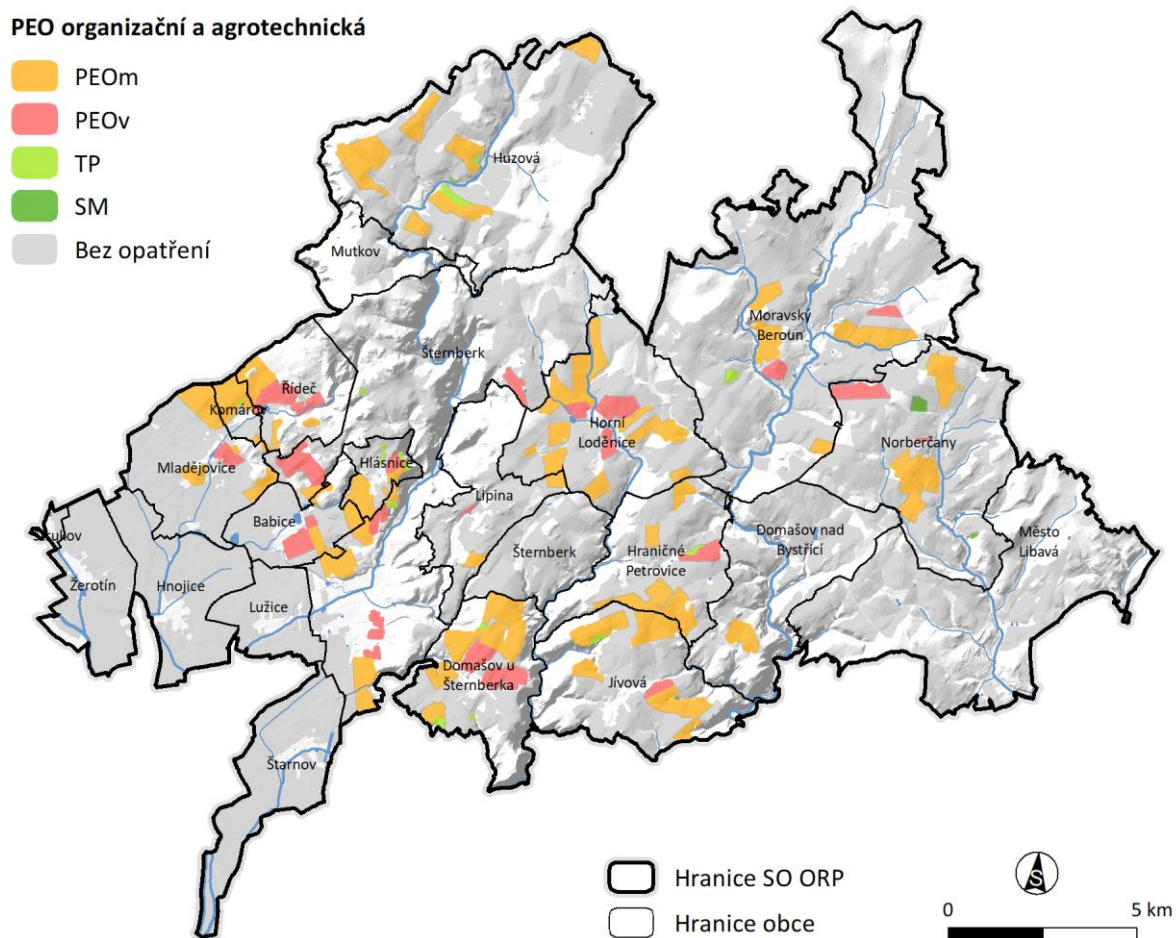 PEO organizační a agrotechnická
PEOm
PEOv
TP
SM
Bez opatření
Huzová
Mutkov
Moravský
Beroun
Šternberk
Řídeč
Komárov
Horní
Loděnice
Norberčany
Mladějovice
Hlásnice
Lipina
Babice
Šternberk
Domašov nad
Bystřicí
Město
Libavá
Strukov
Žerotín
Hnojice
Hraničné
Petrovice
Lužice
Domašov u
Šternberka
Jívová
Štarnov
Hranice SO ORP
Hranice obce
S
0 5 km